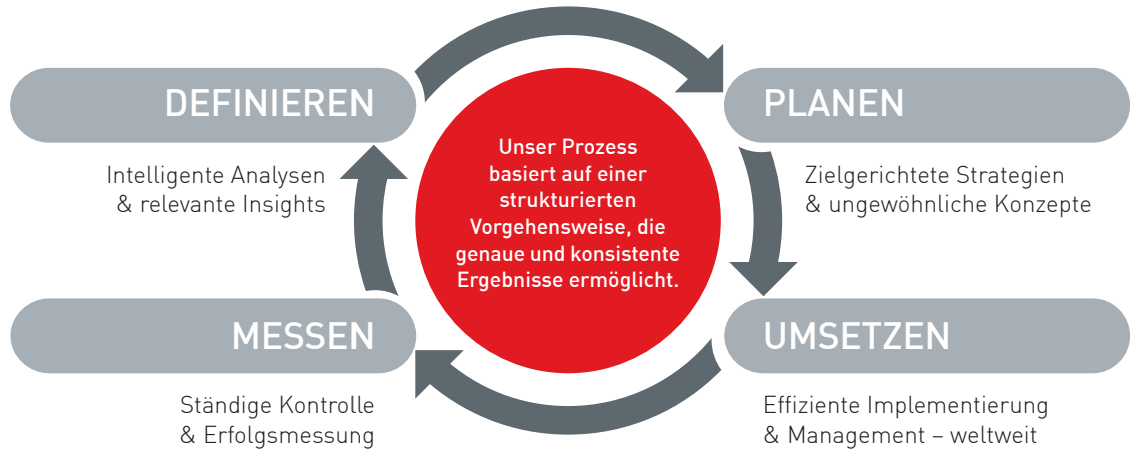 DEFINIEREN
Intelligente Analysen
& relevante Insights
PLANEN
Zielgerichtete Strategien
& ungewöhnliche Konzepte
Unser Prozess
basiert auf einer
strukturierten
Vorgehensweise, die
genaue und konsistente
Ergebnisse ermöglicht.
MESSEN
Ständige Kontrolle
& Erfolgsmessung
UMSETZEN
Effiziente Implementierung
& Management – weltweit